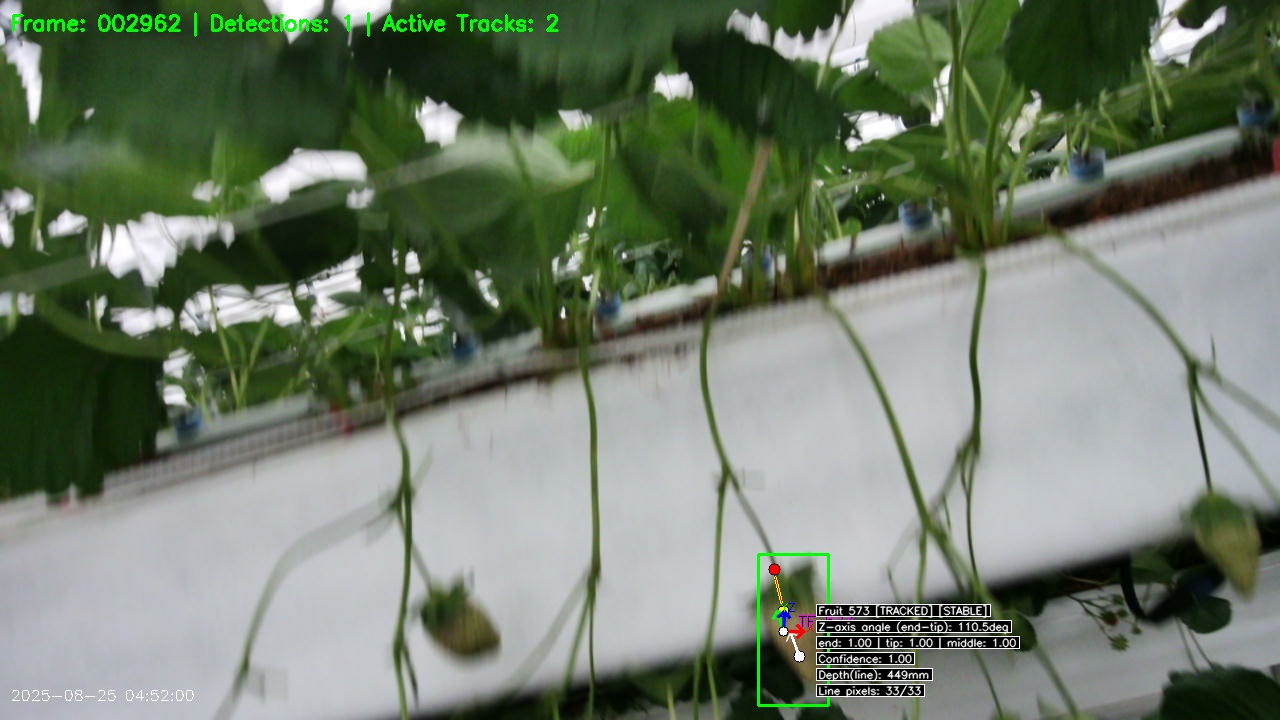 Frame: 002962 | Detections: 1 | Active Tracks: 2
Fruit 573 [TRACKED] [STABLE]
Z-axis angle (end-tip): 110.5deg
end: 1.00 | tip: 1.00 | middle: 1.00
Confidence: 1.00
Depth(line): 449mm
Line pixels: 33/33
Z
2025-08-25 04:52:00